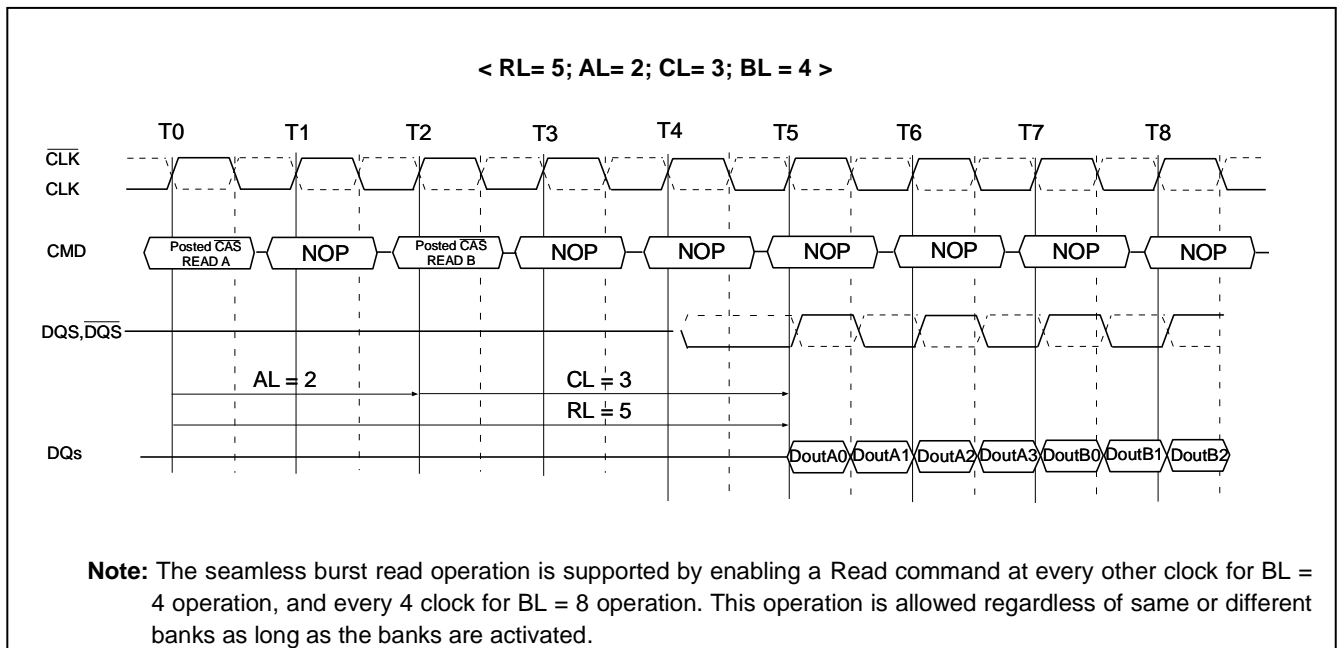 < RL= 5; AL= 2; CL= 3; BL = 4 >
T0 T1 T2 T3 T4 T5 T6 T7 T8
CLK
CLK
CMD
Posted CAS
READ A
NOP
Posted CAS
READ B
NOP NOP NOP NOP NOP NOP
DQS,DQS
AL = 2 CL = 3
RL = 5
DQs
DoutA0 DoutA1 DoutA2 DoutA3 DoutB0 DoutB1 DoutB2
Note: The seamless burst read operation is supported by enabling a Read command at every other clock for BL =
4 operation, and every 4 clock for BL = 8 operation. This operation is allowed regardless of same or different
banks as long as the banks are activated.